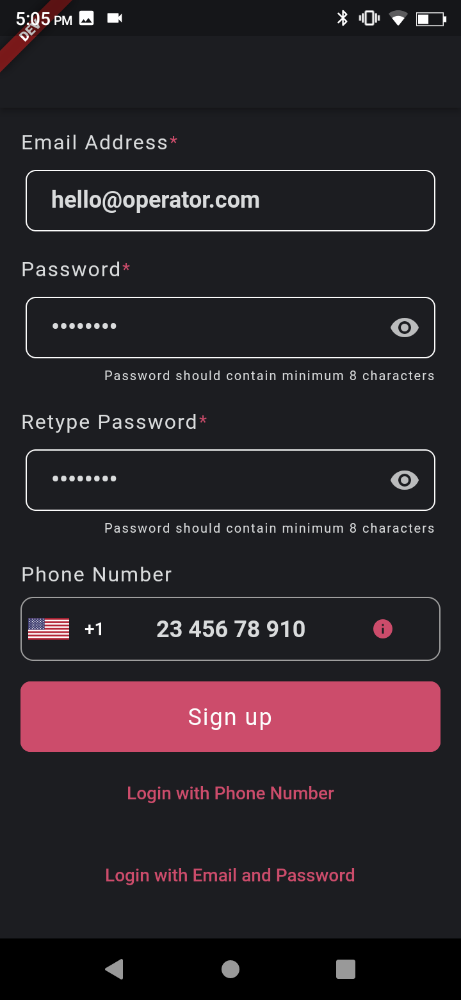 5:05 PM
DEV
Email Address*
hello@operator.com
Password*
••••••••
Password should contain minimum 8 characters
Retype Password*
••••••••
Password should contain minimum 8 characters
Phone Number
+1 23 456 78 910
Sign up
Login with Phone Number
Login with Email and Password